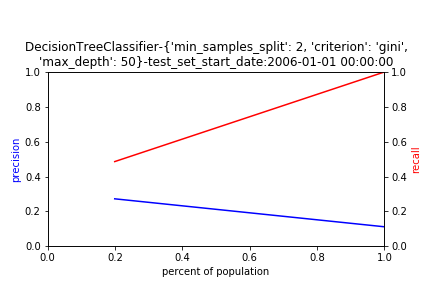 DecisionTreeClassifier-{'min_samples_split': 2, 'criterion': 'gini',
'max_depth': 50}-test_set_start_date:2006-01-01 00:00:00
1.0
0.8
0.6
0.4
0.2
0.0
precision
1.0
0.8
0.6
0.4
0.2
0.0
recall
0.0 0.2 0.4 0.6 0.8 1.0
percent of population